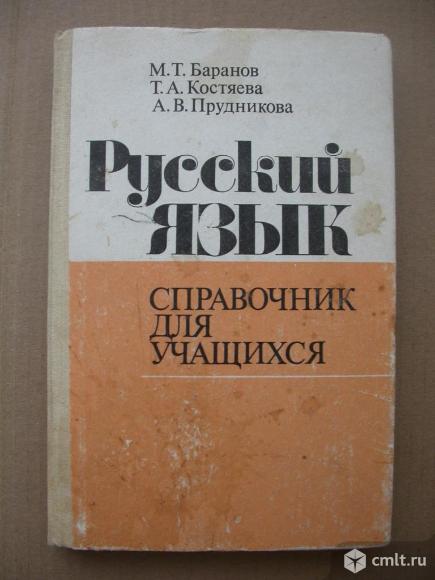 М. Т. Баранов
Т. А. Костяева
А. В. Прудникова
Русский
ЯЗЫК
СПРАВОЧНИК
ДЛЯ
УЧАЩИХСЯ
cmlt.ru